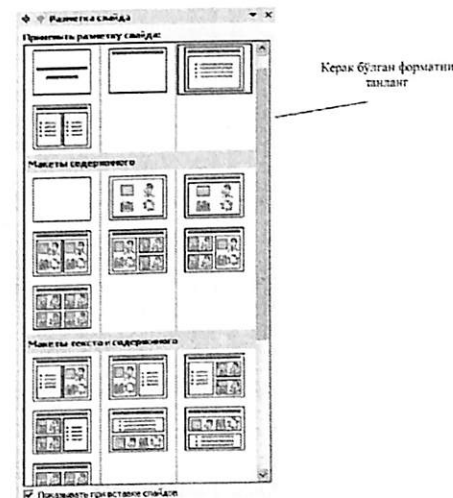 Разметка слайда
Применить разметку слайда:
Керак бўлган форматни
танланг
Макеты содержимого
Макеты текста и содержимого
Показывать при вставке слайдов